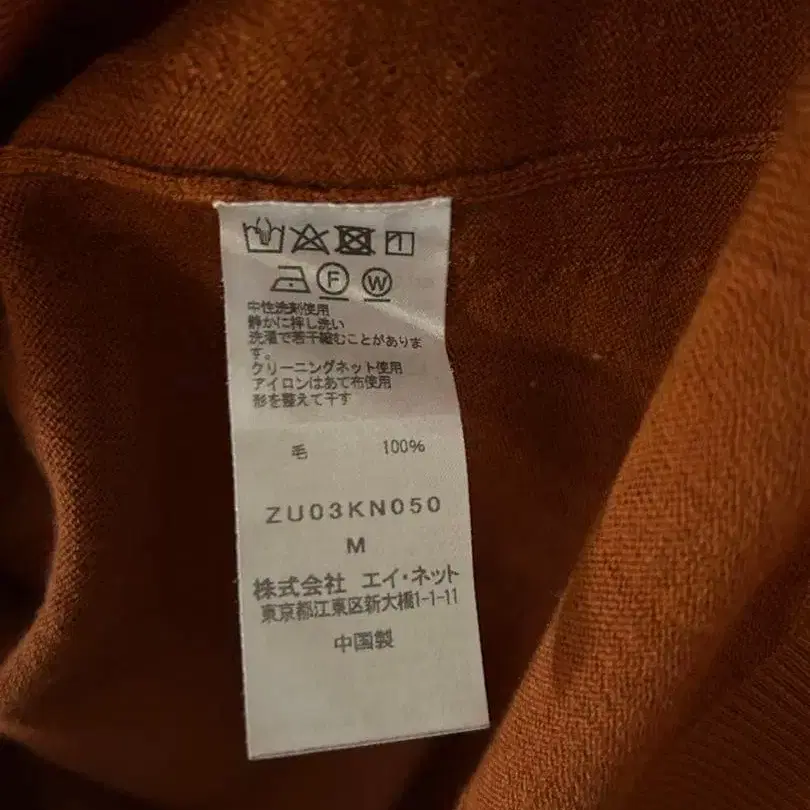 F W
中性洗剤使用
静かに押し洗い
洗濯で若干縮むことがありま
す。
クリーニングネット使用
アイロンはあて布使用
形を整えて干す
毛 100%
ZU03KN050
M
株式会社 エイ・ネット
東京都江東区新大橋1-1-11
中国製